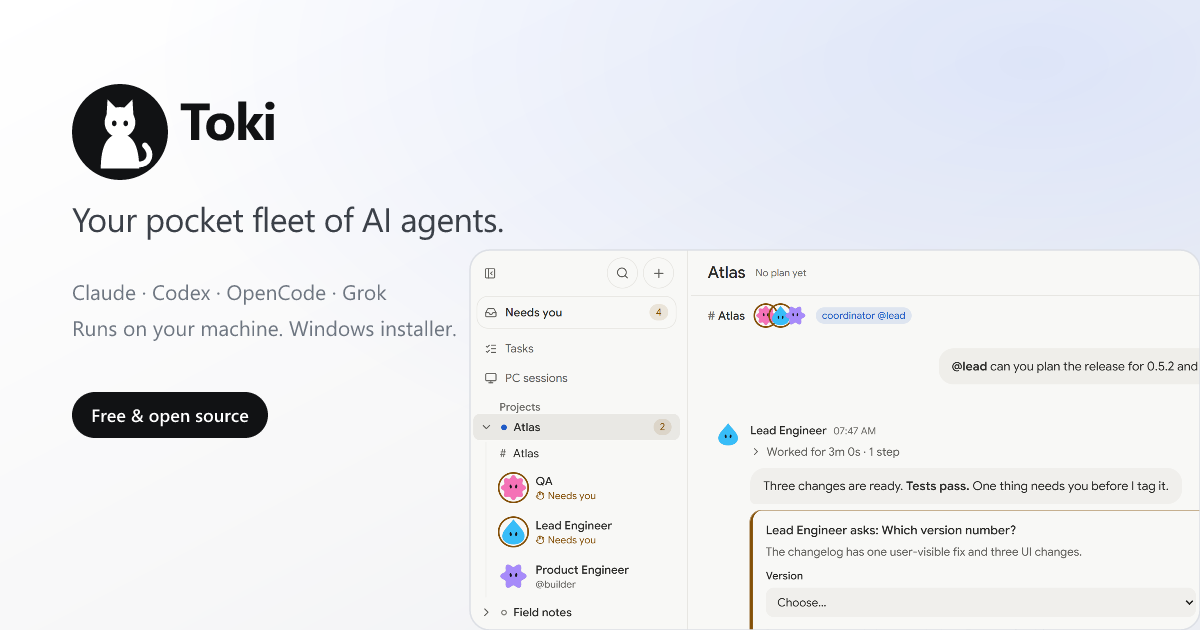 Toki
Your pocket fleet of AI agents.
Claude · Codex · OpenCode · Grok
Runs on your machine. Windows installer.
Free & open source
Needs you 4
Tasks
PC sessions
Projects
Atlas 2
# Atlas
QA
Needs you
Lead Engineer
Needs you
Product Engineer
@builder
Field notes
Atlas No plan yet
# Atlas coordinator @lead
@lead can you plan the release for 0.5.2 and
Lead Engineer 07:47 AM
Worked for 3m 0s · 1 step
Three changes are ready. Tests pass. One thing needs you before I tag it.
Lead Engineer asks: Which version number?
The changelog has one user-visible fix and three UI changes.
Version
Choose...